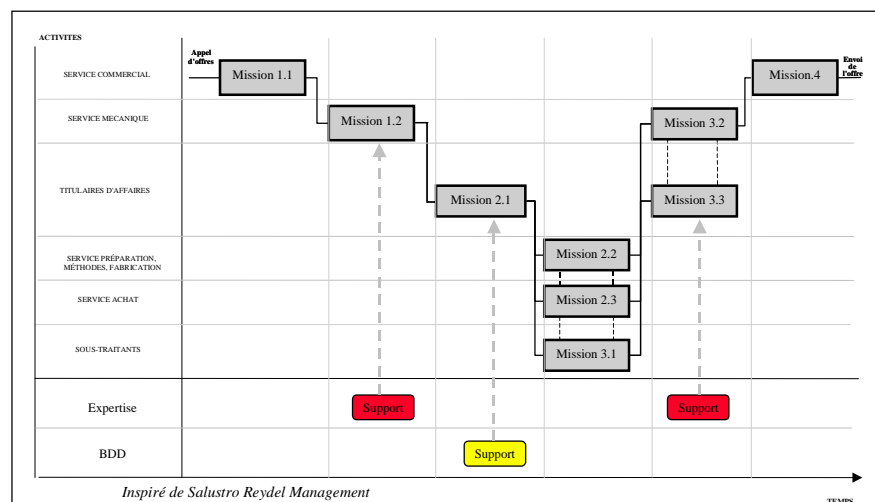 ACTIVITES
Appel
d'offres
Envoi
de
l'offre
SERVICE COMMERCIAL
Mission 1.1
Mission.4
SERVICE MECANIQUE
Mission 1.2
Mission 3.2
TITULAIRES D'AFFAIRES
Mission 2.1
Mission 3.3
SERVICE PRÉPARATION,
MÉTHODES, FABRICATION
Mission 2.2
SERVICE ACHAT
Mission 2.3
SOUS-TRAITANTS
Mission 3.1
Expertise
Support
Support
BDD
Support
Inspiré de Salustro Reydel Management
TEMPS